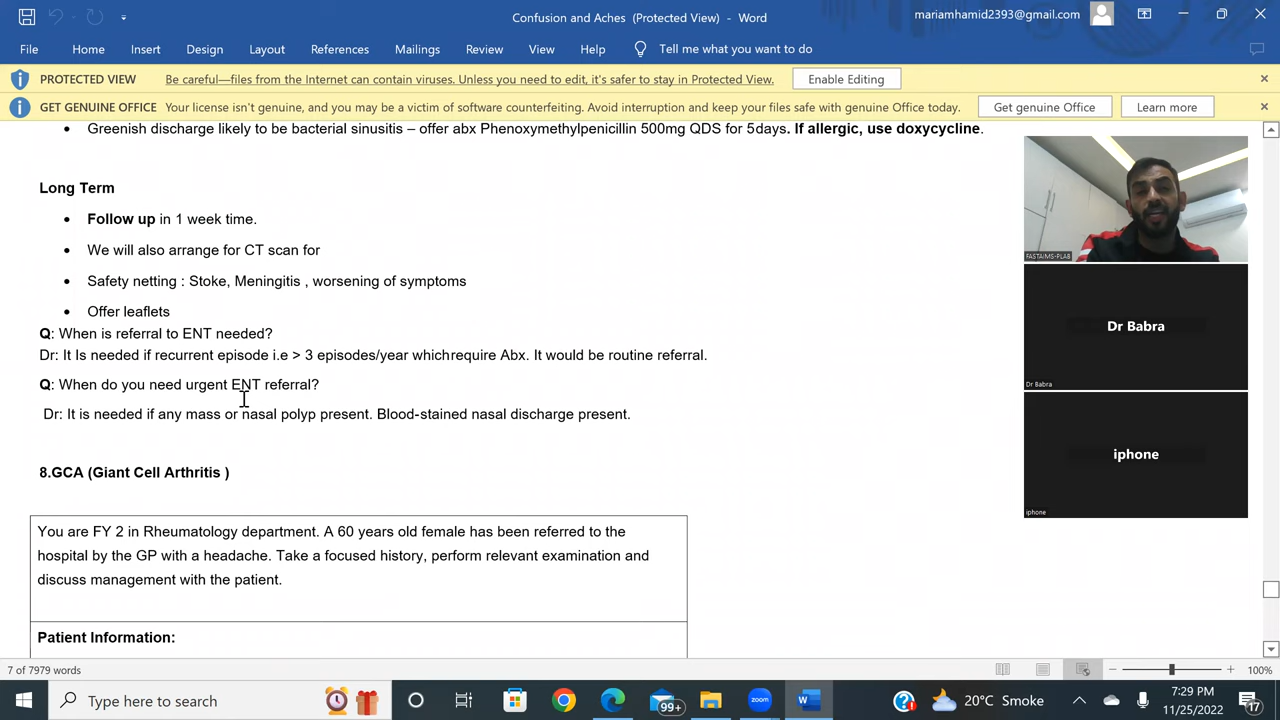 Confusion and Aches (Protected View) - Word
mariamhamid2393@gmail.com
File Home Insert Design Layout References Mailings Review View Help Tell me what you want to do
PROTECTED VIEW Be careful—files from the Internet can contain viruses. Unless you need to edit, it's safer to stay in Protected View. Enable Editing
GET GENUINE OFFICE Your license isn't genuine, and you may be a victim of software counterfeiting. Avoid interruption and keep your files safe with genuine Office today. Get genuine Office Learn more
• Greenish discharge likely to be bacterial sinusitis – offer abx Phenoxymethylpenicillin 500mg QDS for 5days. If allergic, use doxycycline.
Long Term
• Follow up in 1 week time.
• We will also arrange for CT scan for
• Safety netting : Stoke, Meningitis , worsening of symptoms
• Offer leaflets
Q: When is referral to ENT needed?
Dr: It Is needed if recurrent episode i.e > 3 episodes/year whichrequire Abx. It would be routine referral.
Q: When do you need urgent ENT referral?
Dr: It is needed if any mass or nasal polyp present. Blood-stained nasal discharge present.
8.GCA (Giant Cell Arthritis )
You are FY 2 in Rheumatology department. A 60 years old female has been referred to the
hospital by the GP with a headache. Take a focused history, perform relevant examination and
discuss management with the patient.
Patient Information:
FASTAIMS-PLAB
Dr Babra
Dr Babra
iphone
iphone
7 of 7979 words
100%
Type here to search
99+
zoom
20°C Smoke
7:29 PM
11/25/2022
17